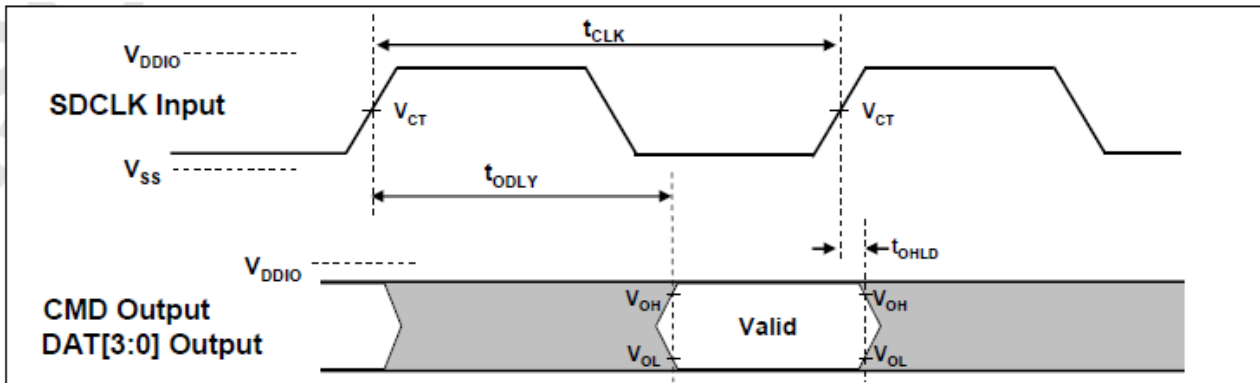 tCLK
VDDIO
SDCLK Input
VCT
VCT
VSS
tODLY
tOHLD
VDDIO
CMD Output
DAT[3:0] Output
VOH
VOH
Valid
VOL
VOL